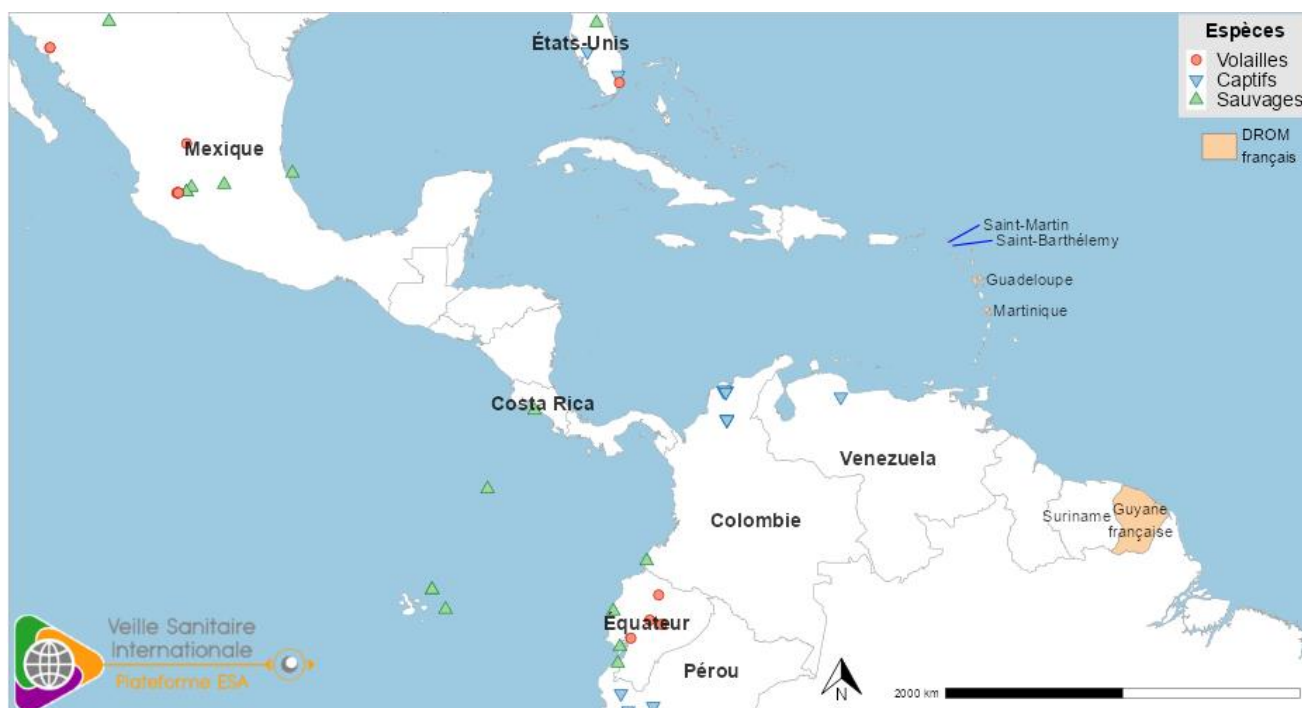 Espèces
Volailles
Captifs
Sauvages
DROM
français
États-Unis
Mexique
Saint-Martin
Saint-Barthélemy
Guadeloupe
Martinique
Costa Rica
Venezuela
Colombie
Suriname
Guyane
française
Équateur
Pérou
Veille Sanitaire
Internationale
Plateforme ESA
N
2000 km